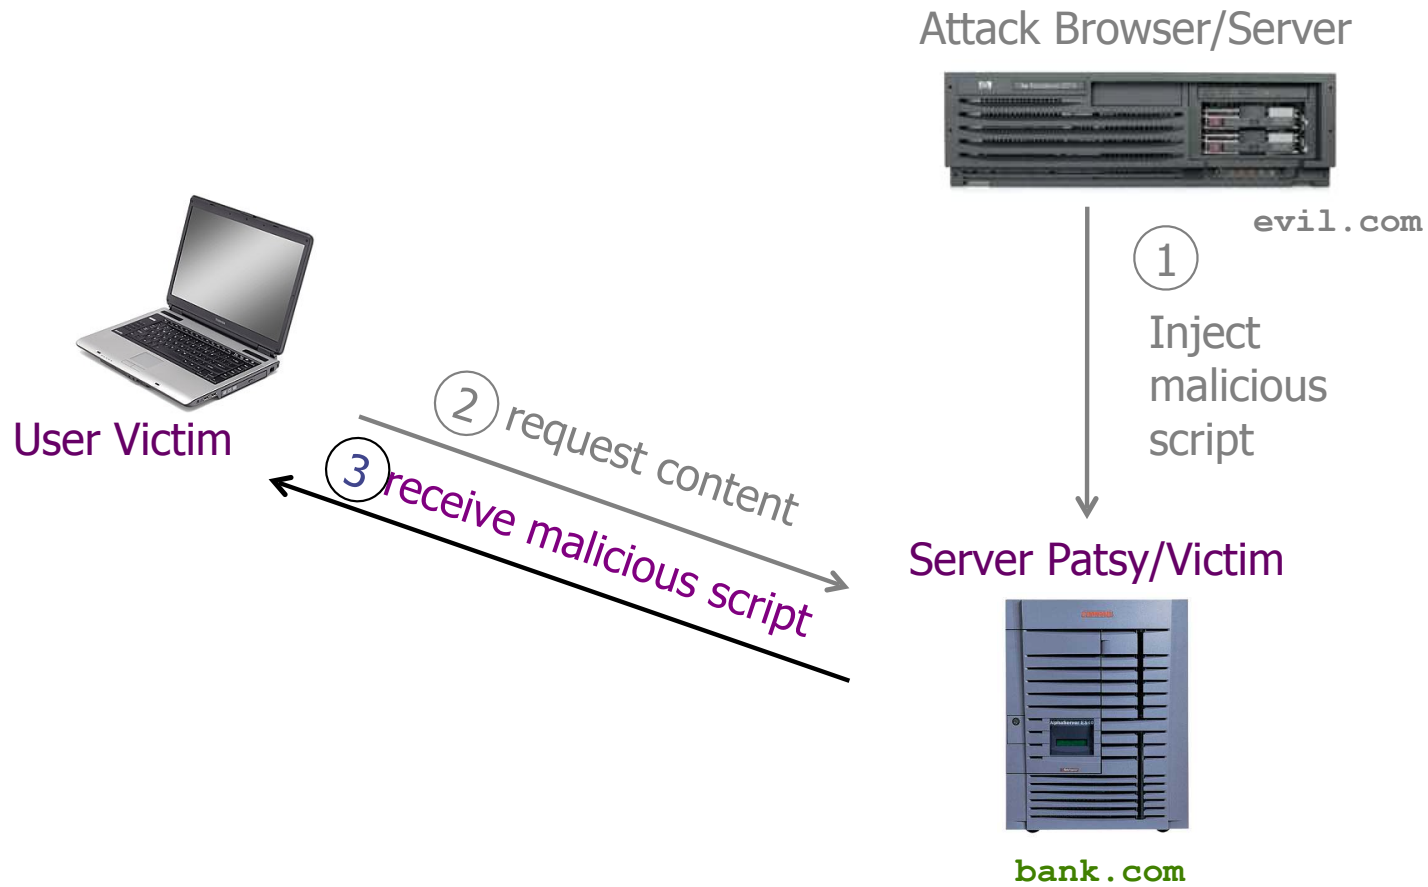 Attack Browser/Server
evil.com
1
Inject
malicious
script
2 request content
3 receive malicious script
User Victim
Server Patsy/Victim
bank.com